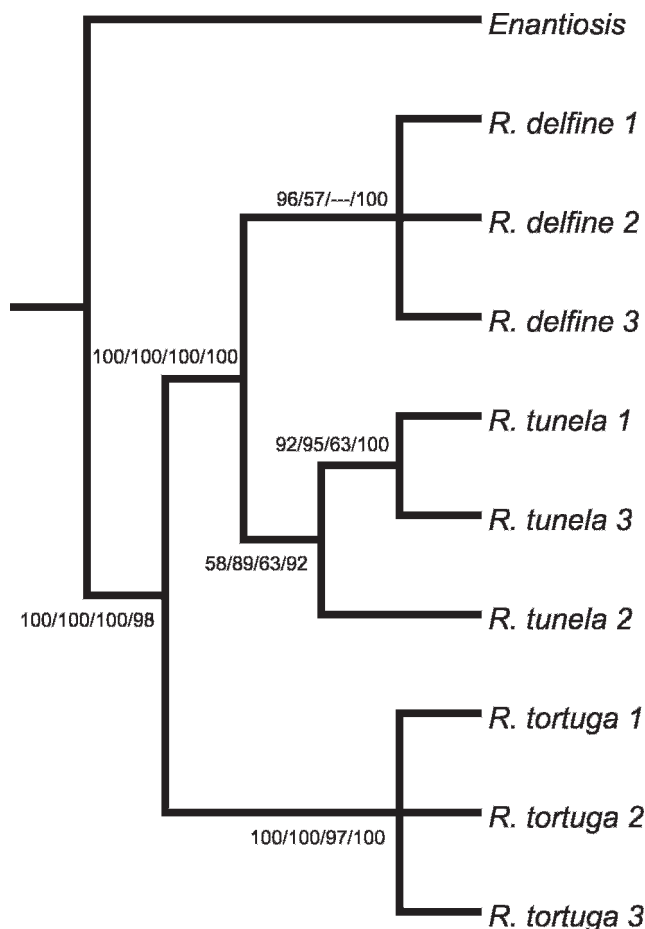 Enantiosis
R. delfine 1
96/57/---/100
R. delfine 2
R. delfine 3
100/100/100/100
R. tunela 1
92/95/63/100
R. tunela 3
58/89/63/92
R. tunela 2
100/100/100/98
R. tortuga 1
R. tortuga 2
100/100/97/100
R. tortuga 3